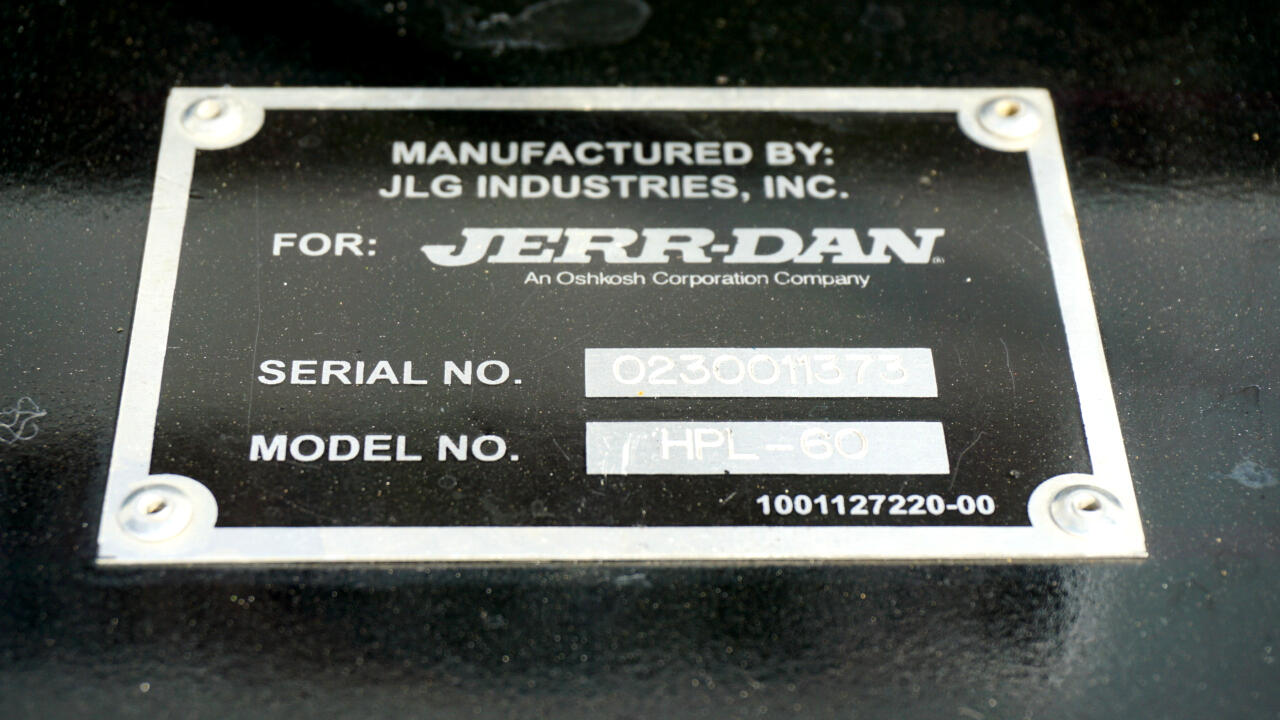 MANUFACTURED BY:
JLG INDUSTRIES, INC.
FOR: JERR-DAN®
An Oshkosh Corporation Company
SERIAL NO. 0230011373
MODEL NO. HPL-60
1001127220-00